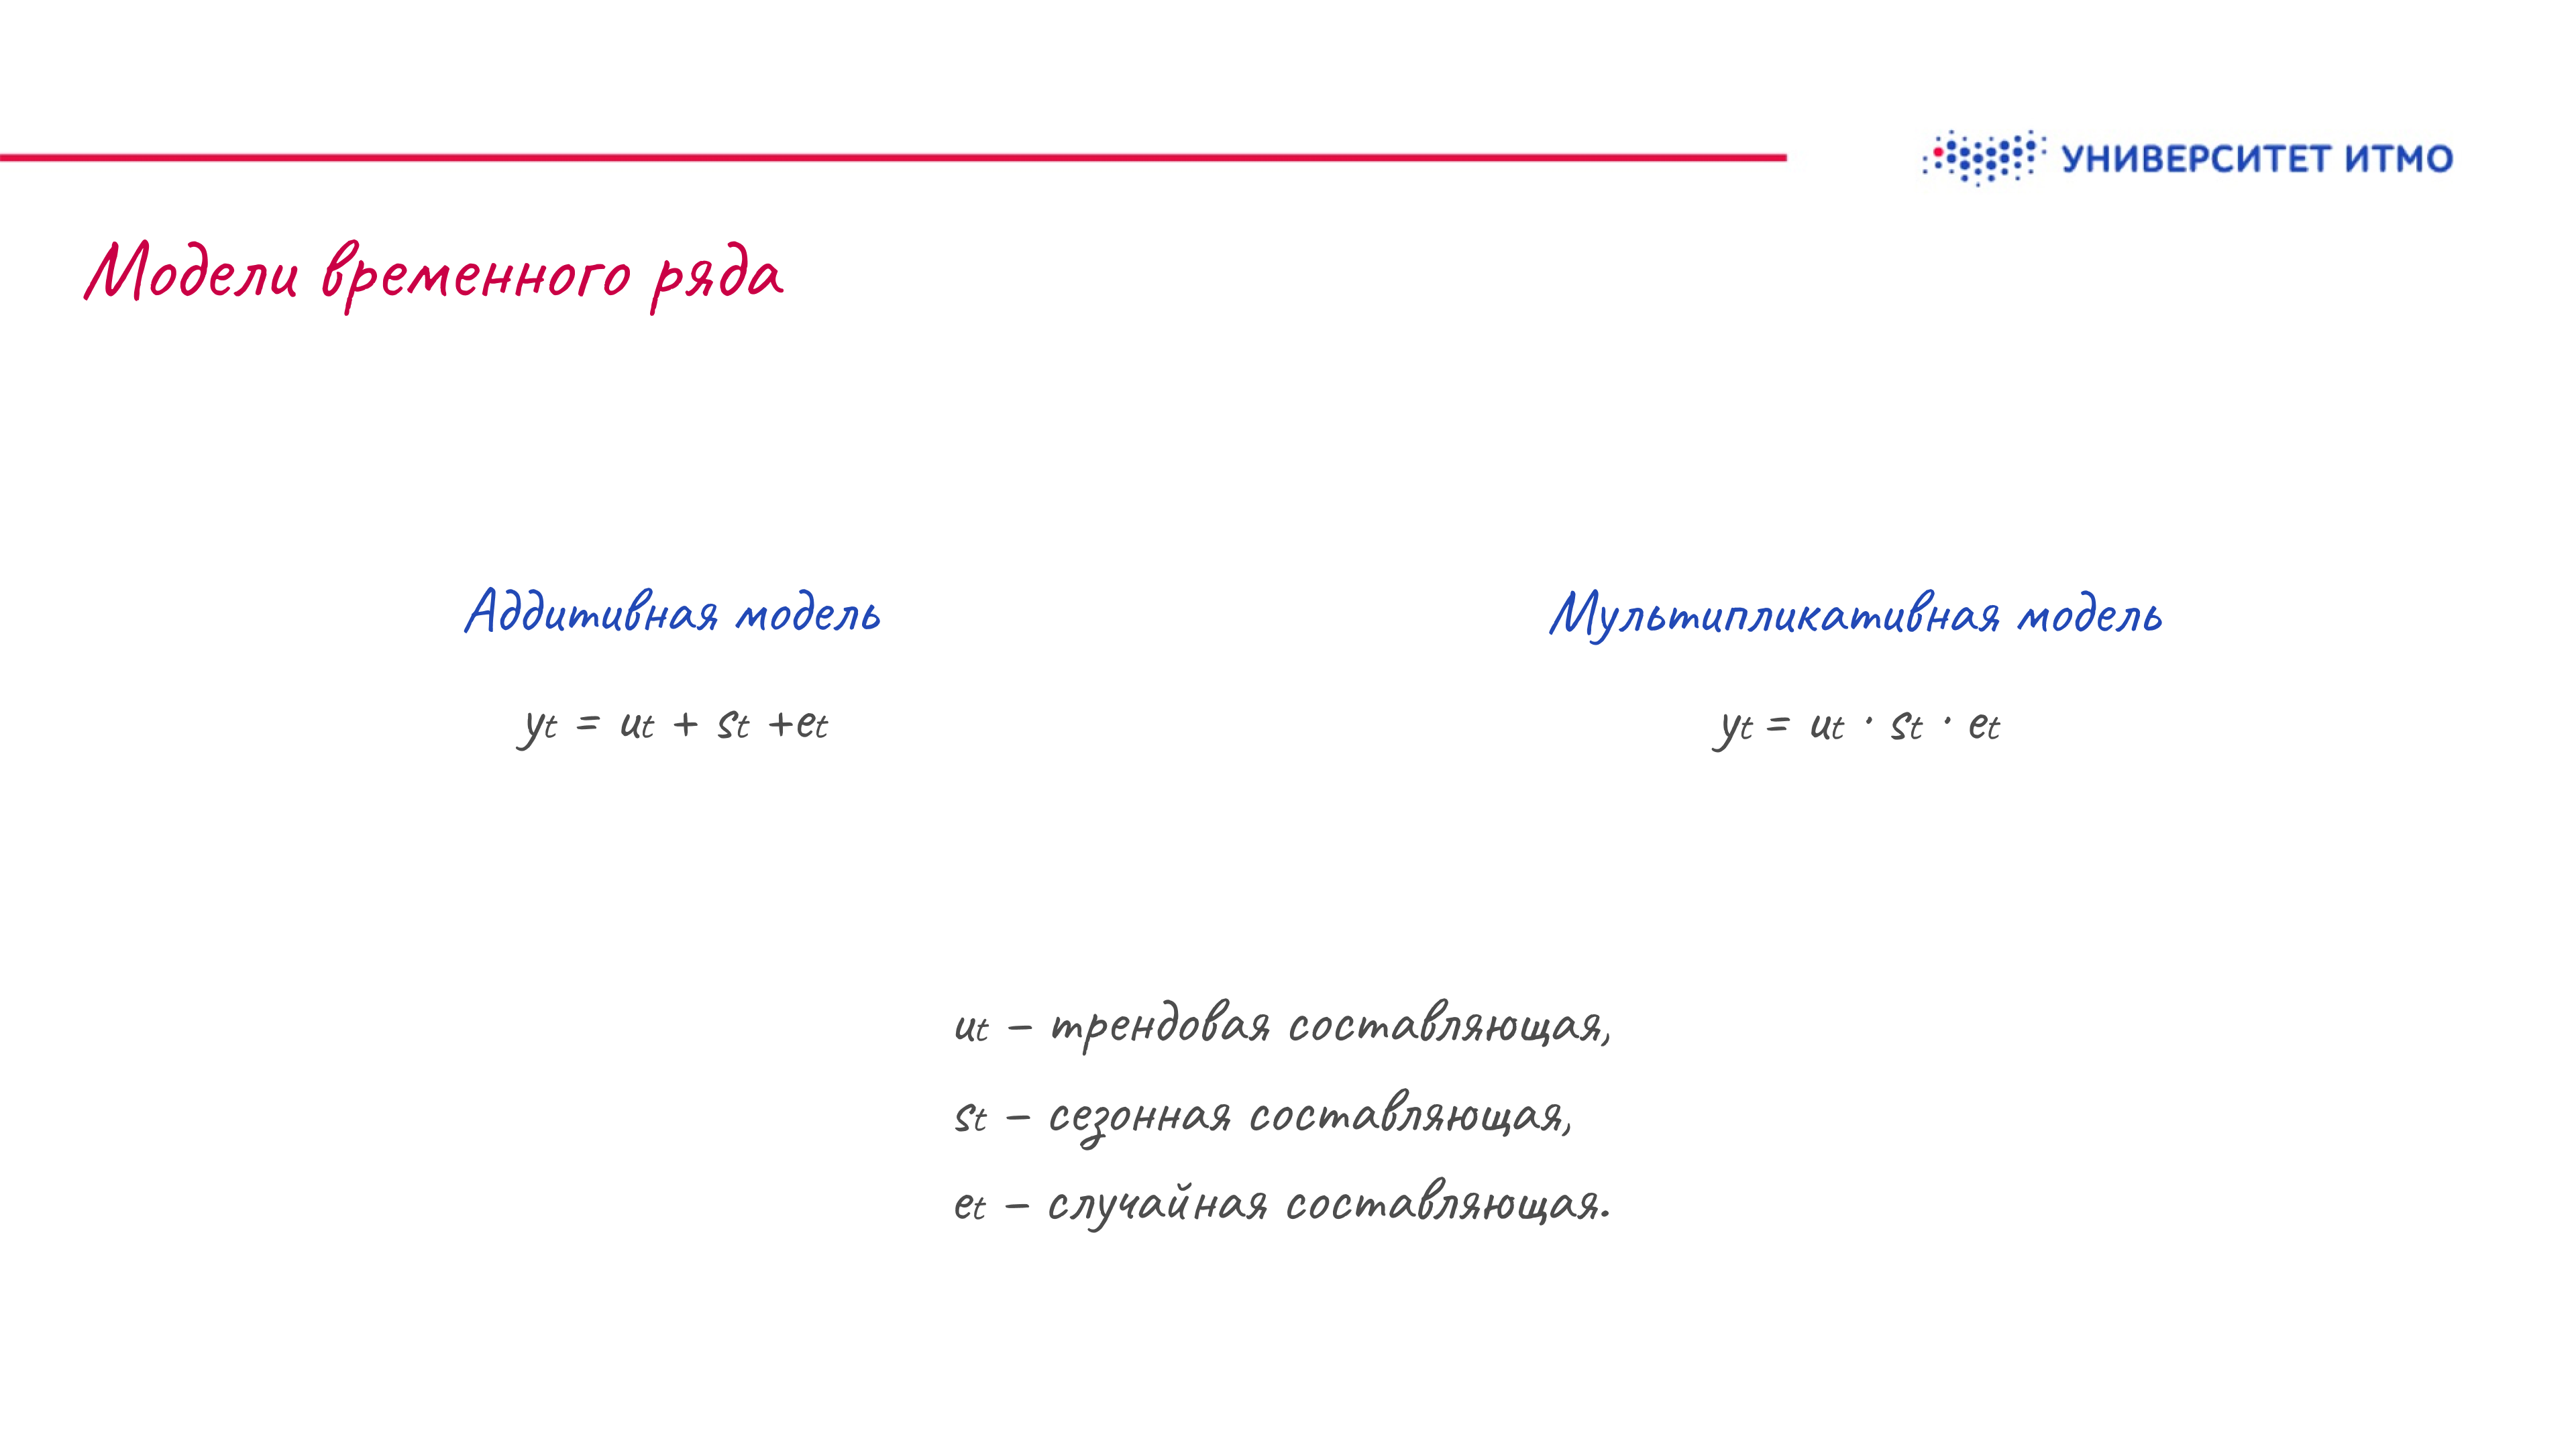 УНИВЕРСИТЕТ ИТМО
Модели временного ряда
Аддитивная модель
yt = ut + st +et
Мультипликативная модель
yt = ut · st · et
ut – трендовая составляющая,
st – сезонная составляющая,
et – случайная составляющая.